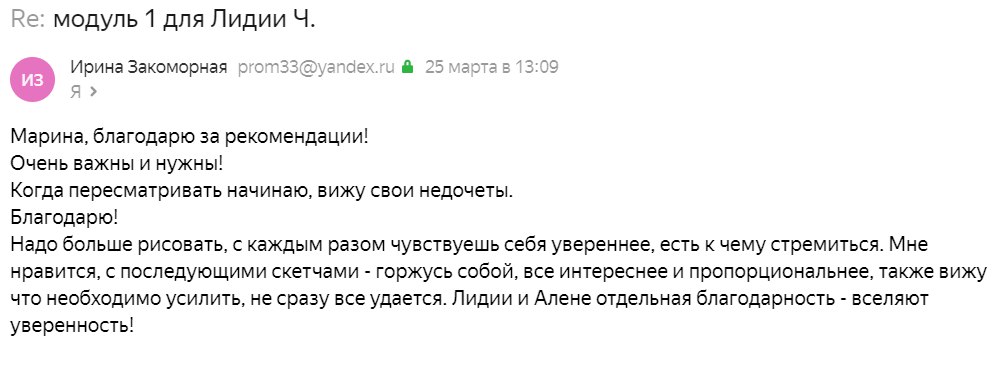 Re: модуль 1 для Лидии Ч.
ИЗ
Ирина Закоморная prom33@yandex.ru 25 марта в 13:09
Я >
Марина, благодарю за рекомендации!
Очень важны и нужны!
Когда пересматривать начинаю, вижу свои недочеты.
Благодарю!
Надо больше рисовать, с каждым разом чувствуешь себя увереннее, есть к чему стремиться. Мне
нравится, с последующими скетчами - горжусь собой, все интереснее и пропорциональнее, также вижу
что необходимо усилить, не сразу все удается. Лидии и Алене отдельная благодарность - вселяют
уверенность!